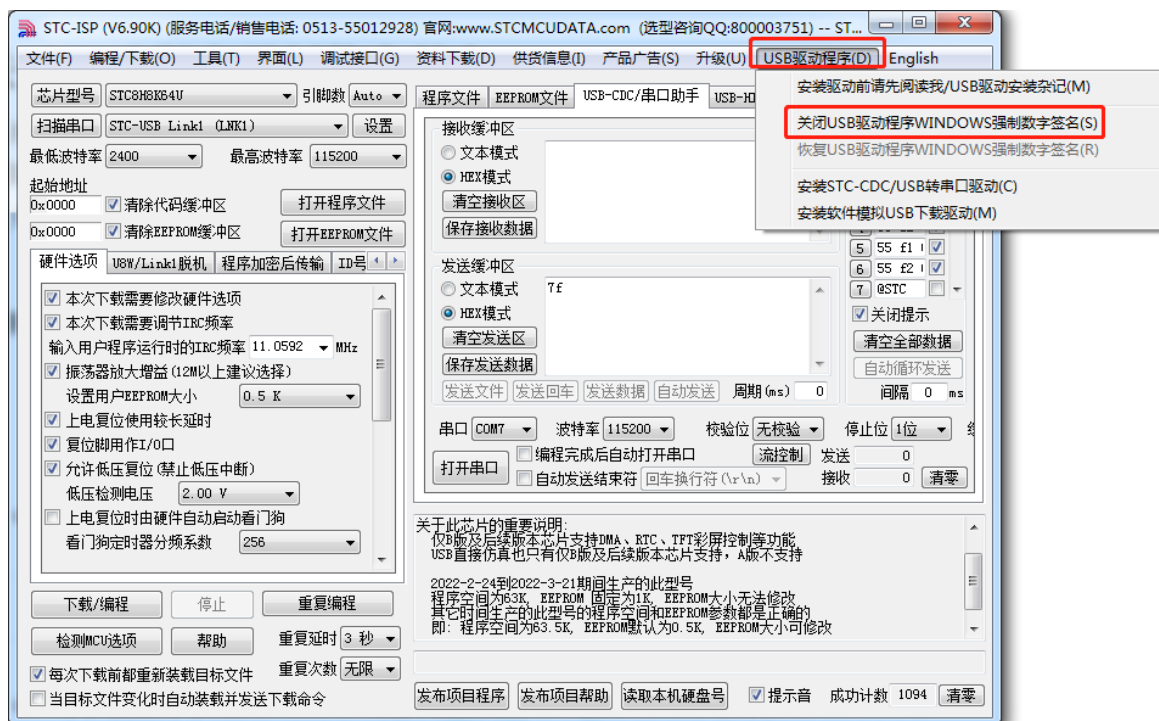 STC-ISP (V6.90K) (服务电话/销售电话: 0513-55012928) 官网:www.STCMCUDATA.com (选型咨询QQ:800003751) -- ST...
文件(F) 编程/下载(O) 工具(T) 界面(L) 调试接口(G) 资料下载(D) 供货信息(I) 产品广告(S) 升级(U) USB驱动程序(D) English
安装驱动前请先阅读我/USB驱动安装杂记(M)
关闭USB驱动程序WINDOWS强制数字签名(S)
恢复USB驱动程序WINDOWS强制数字签名(R)
安装STC-CDC/USB转串口驱动(C)
安装软件模拟USB下载驱动(M)
芯片型号 STC8H8K64U 引脚数 Auto
扫描串口 STC-USB Link1 (LNK1) 设置
最低波特率 2400 最高波特率 115200
起始地址
0x0000 清除代码缓冲区 打开程序文件
0x0000 清除EEPROM缓冲区 打开EEPROM文件
硬件选项 U8W/Link1脱机 程序加密后传输 ID号
本次下载需要修改硬件选项
本次下载需要调节IRC频率
输入用户程序运行时的IRC频率 11.0592 MHz
振荡器放大增益(12M以上建议选择)
设置用户EEPROM大小 0.5 K
上电复位使用较长延时
复位脚用作I/O口
允许低压复位(禁止低压中断)
低压检测电压 2.00 V
上电复位时由硬件自动启动看门狗
看门狗定时器分频系数 256
下载/编程 停止 重复编程
检测MCU选项 帮助 重复延时 3 秒
每次下载前都重新装载目标文件 重复次数 无限
当目标文件变化时自动装载并发送下载命令
程序文件 EEPROM文件 USB-CDC/串口助手
接收缓冲区
文本模式
HEX模式
清空接收区
保存接收数据
5 55 f1
发送缓冲区
6 55 f2
文本模式 7f 7 @STC
HEX模式 关闭提示
清空发送区 清空全部数据
保存发送数据 自动循环发送
发送文件 发送回车 发送数据 自动发送 周期(ms) 0 间隔 0 ms
串口 COM7 波特率 115200 校验位 无校验 停止位 1位
打开串口 编程完成后自动打开串口 流控制 发送 0
自动发送结束符 回车换行符(\r\n) 接收 0 清零
关于此芯片的重要说明:
仅B版及后续版本芯片支持DMA、RTC、TFT彩屏控制等功能
USB直接仿真也只有仅B版及后续版本芯片支持，A版不支持
2022-2-24到2022-3-21期间生产的此型号
程序空间为63K, EEPROM 固定为1K, EEPROM大小无法修改
其它时间生产的此型号的程序空间和EEPROM参数都是正确的
即: 程序空间为63.5K, EEPROM默认为0.5K, EEPROM大小可修改
发布项目程序 发布项目帮助 读取本机硬盘号 提示音 成功计数 1094 清零